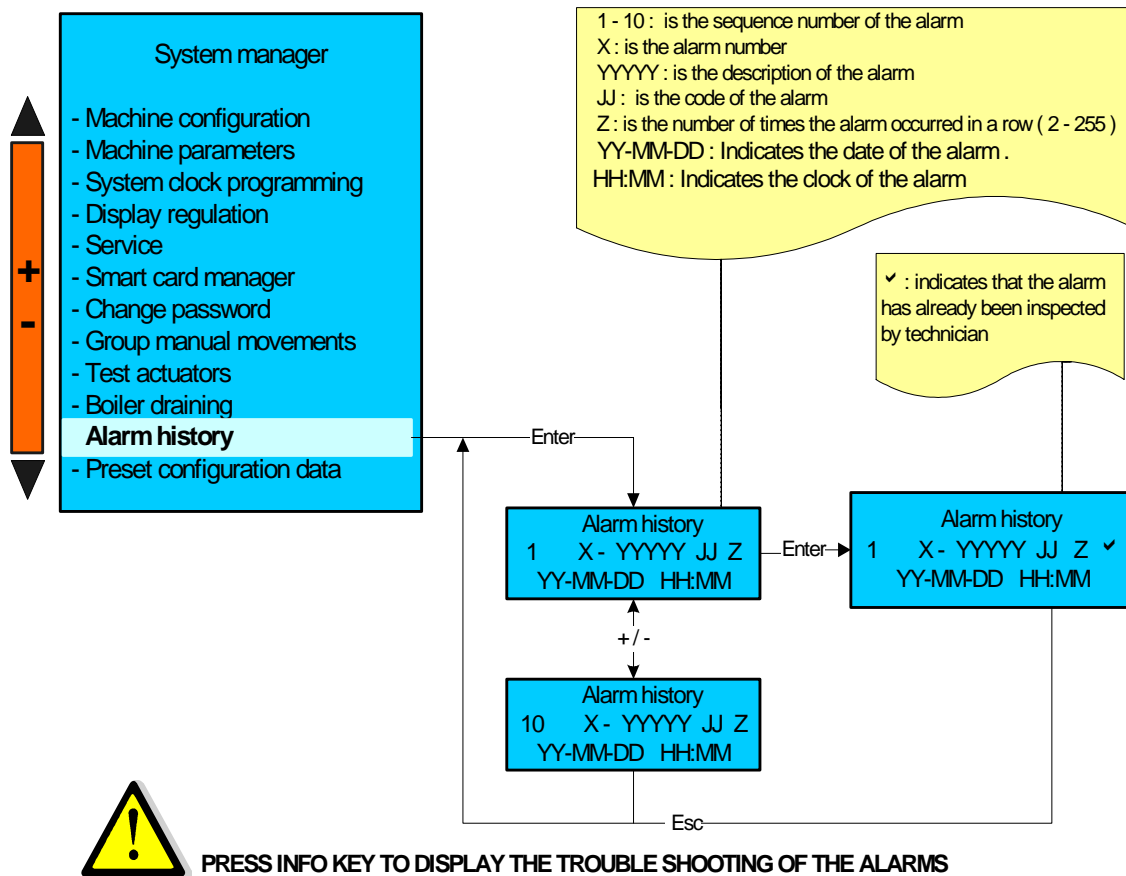 System manager
- Machine configuration
- Machine parameters
- System clock programming
- Display regulation
- Service
- Smart card manager
- Change password
- Group manual movements
- Test actuators
- Boiler draining
Alarm history
- Preset configuration data
+
-
1 - 10 : is the sequence number of the alarm
X : is the alarm number
YYYYY : is the description of the alarm
JJ : is the code of the alarm
Z : is the number of times the alarm occurred in a row ( 2 - 255 )
YY-MM-DD : Indicates the date of the alarm .
HH:MM : Indicates the clock of the alarm
✔ : indicates that the alarm
has already been inspected
by technician
Enter
Alarm history
1 X - YYYYY JJ Z
YY-MM-DD HH:MM
Enter
Alarm history
1 X - YYYYY JJ Z ✔
YY-MM-DD HH:MM
+ / -
Alarm history
10 X - YYYYY JJ Z
YY-MM-DD HH:MM
Esc
!
PRESS INFO KEY TO DISPLAY THE TROUBLE SHOOTING OF THE ALARMS